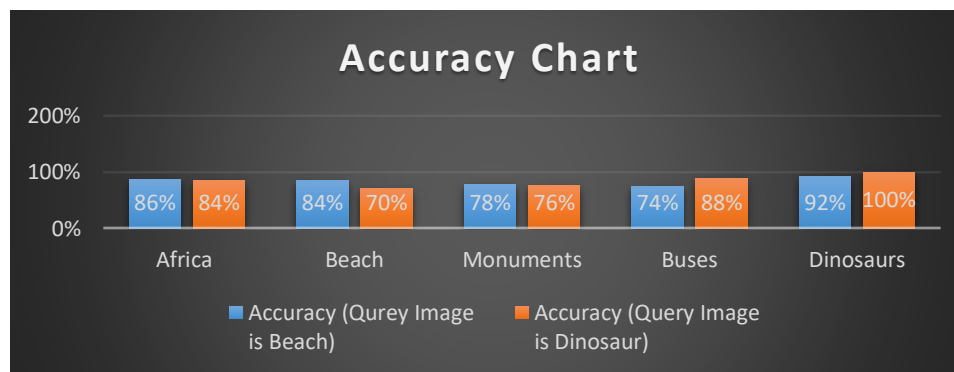 Accuracy Chart
200%
100%
0%
86% 84% 84% 70% 78% 76% 74% 88% 92% 100%
Africa Beach Monuments Buses Dinosaurs
Accuracy (Qurey Image is Beach)
Accuracy (Query Image is Dinosaur)